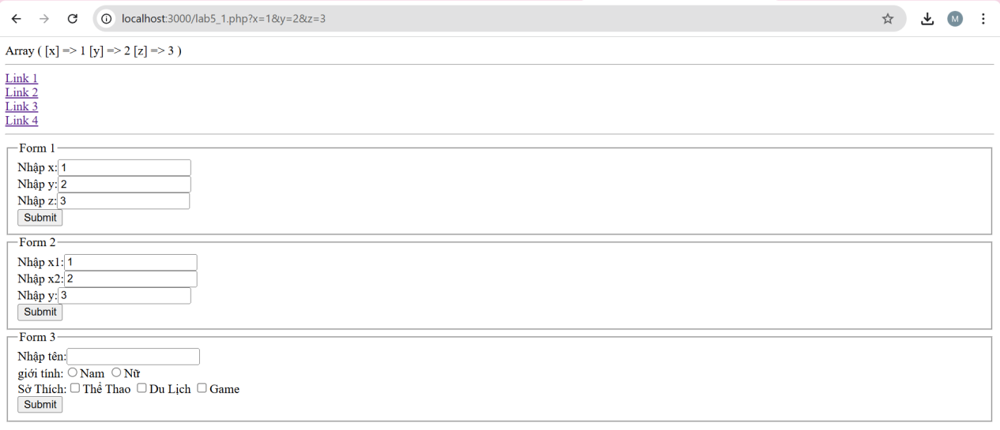 localhost:3000/lab5_1.php?x=1&y=2&z=3
M
Array ( [x] => 1 [y] => 2 [z] => 3 )
Link 1
Link 2
Link 3
Link 4
Form 1
Nhập x: 1
Nhập y: 2
Nhập z: 3
Submit
Form 2
Nhập x1: 1
Nhập x2: 2
Nhập y: 3
Submit
Form 3
Nhập tên:
giới tính: Nam Nữ
Sở Thích: Thể Thao Du Lịch Game
Submit